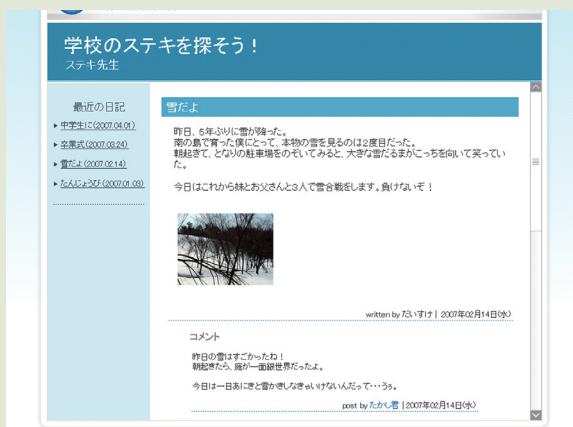 学校のステキを探そう!
ステキ先生
最近の日記
中学生に(2007.04.01)
卒業式(2007.03.24)
雪だよ(2007.02.14)
たんじょうび(2007.01.03)
雪だよ
昨日、5年ぶりに雪が降った。
南の島で育った僕にとって、本物の雪を見るのは2度目だった。
朝起きて、となりの駐車場をのぞいてみると、大きな雪だるまがこっちを向いて笑ってい
た。
今日はこれから妹とお父さんと3人で雪合戦をします。負けないぞ!
written by だいすけ | 2007年02月14日(水)
コメント
昨日の雪はすごかったね!
朝起きたら、庭が一面銀世界だったよ。
今日は一日あにきと雪かきしなきゃいけないんだって・・・うぅ。
post by たかし君 | 2007年02月14日(水)